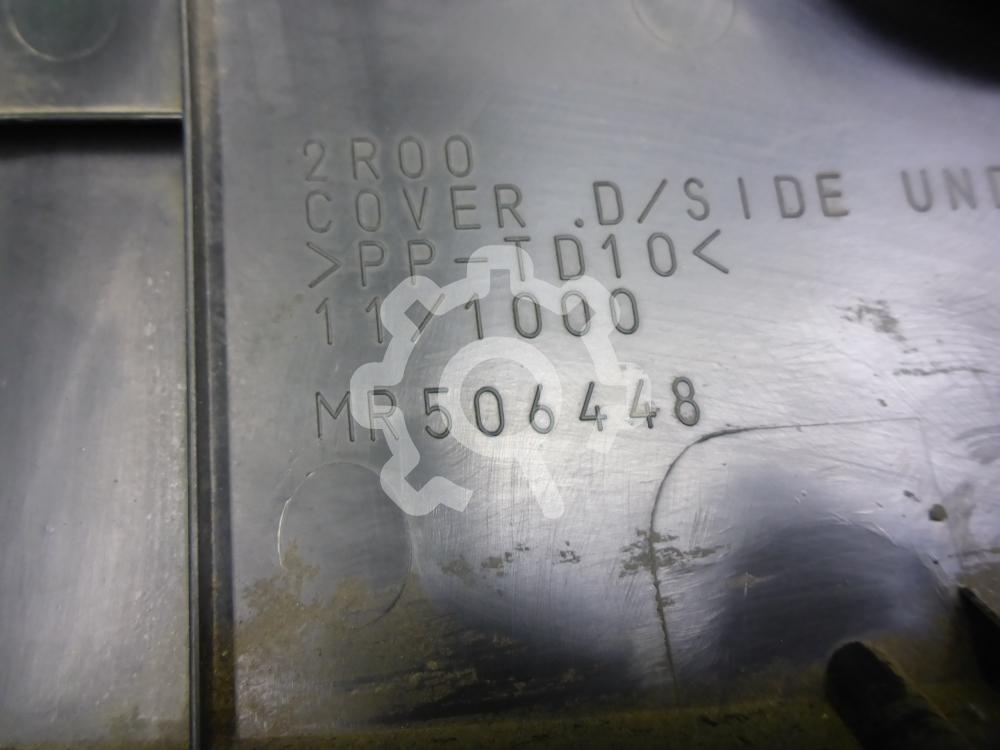 2R00
COVER .D/SIDE UND
>PP-TD10<
11/1000
MR506448